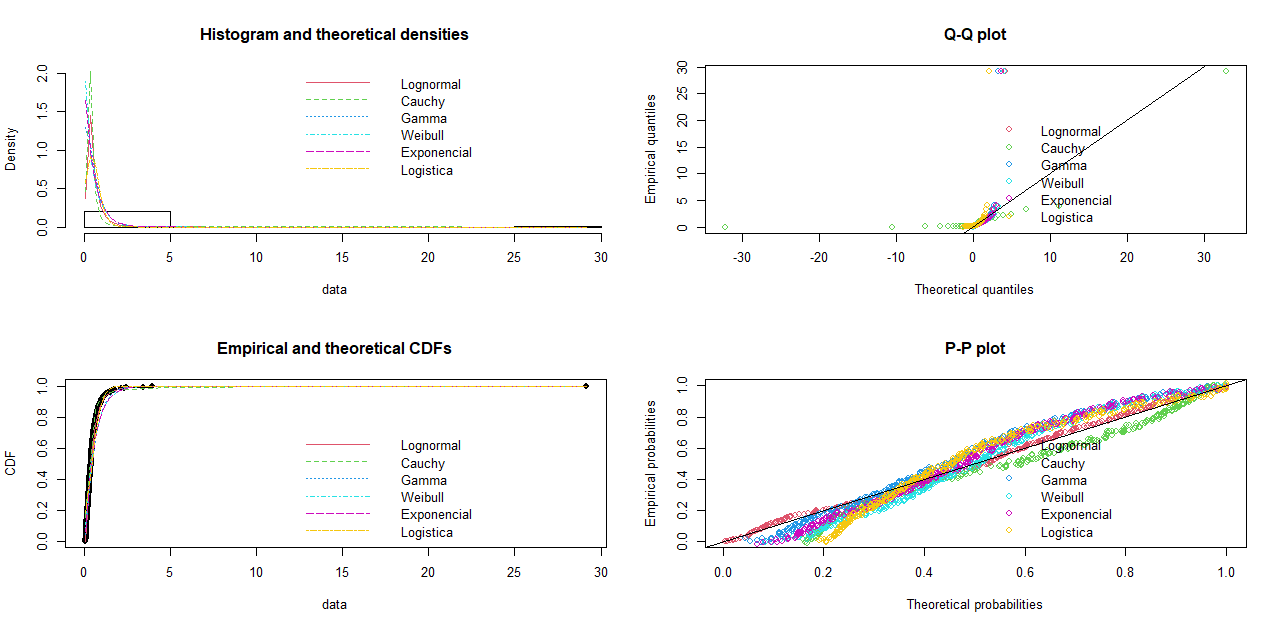 Histogram and theoretical densities
Density
2.0
1.5
1.0
0.5
0.0
Lognormal
Cauchy
Gamma
Weibull
Exponencial
Logistica
0 5 10 15 20 25 30
data
Q-Q plot
Empirical quantiles
30
25
20
15
10
5
0
Lognormal
Cauchy
Gamma
Weibull
Exponencial
Logistica
-30 -20 -10 0 10 20 30
Theoretical quantiles
Empirical and theoretical CDFs
CDF
1.0
0.8
0.6
0.4
0.2
0.0
Lognormal
Cauchy
Gamma
Weibull
Exponencial
Logistica
0 5 10 15 20 25 30
data
P-P plot
Empirical probabilities
1.0
0.8
0.6
0.4
0.2
0.0
Lognormal
Cauchy
Gamma
Weibull
Exponencial
Logistica
0.0 0.2 0.4 0.6 0.8 1.0
Theoretical probabilities